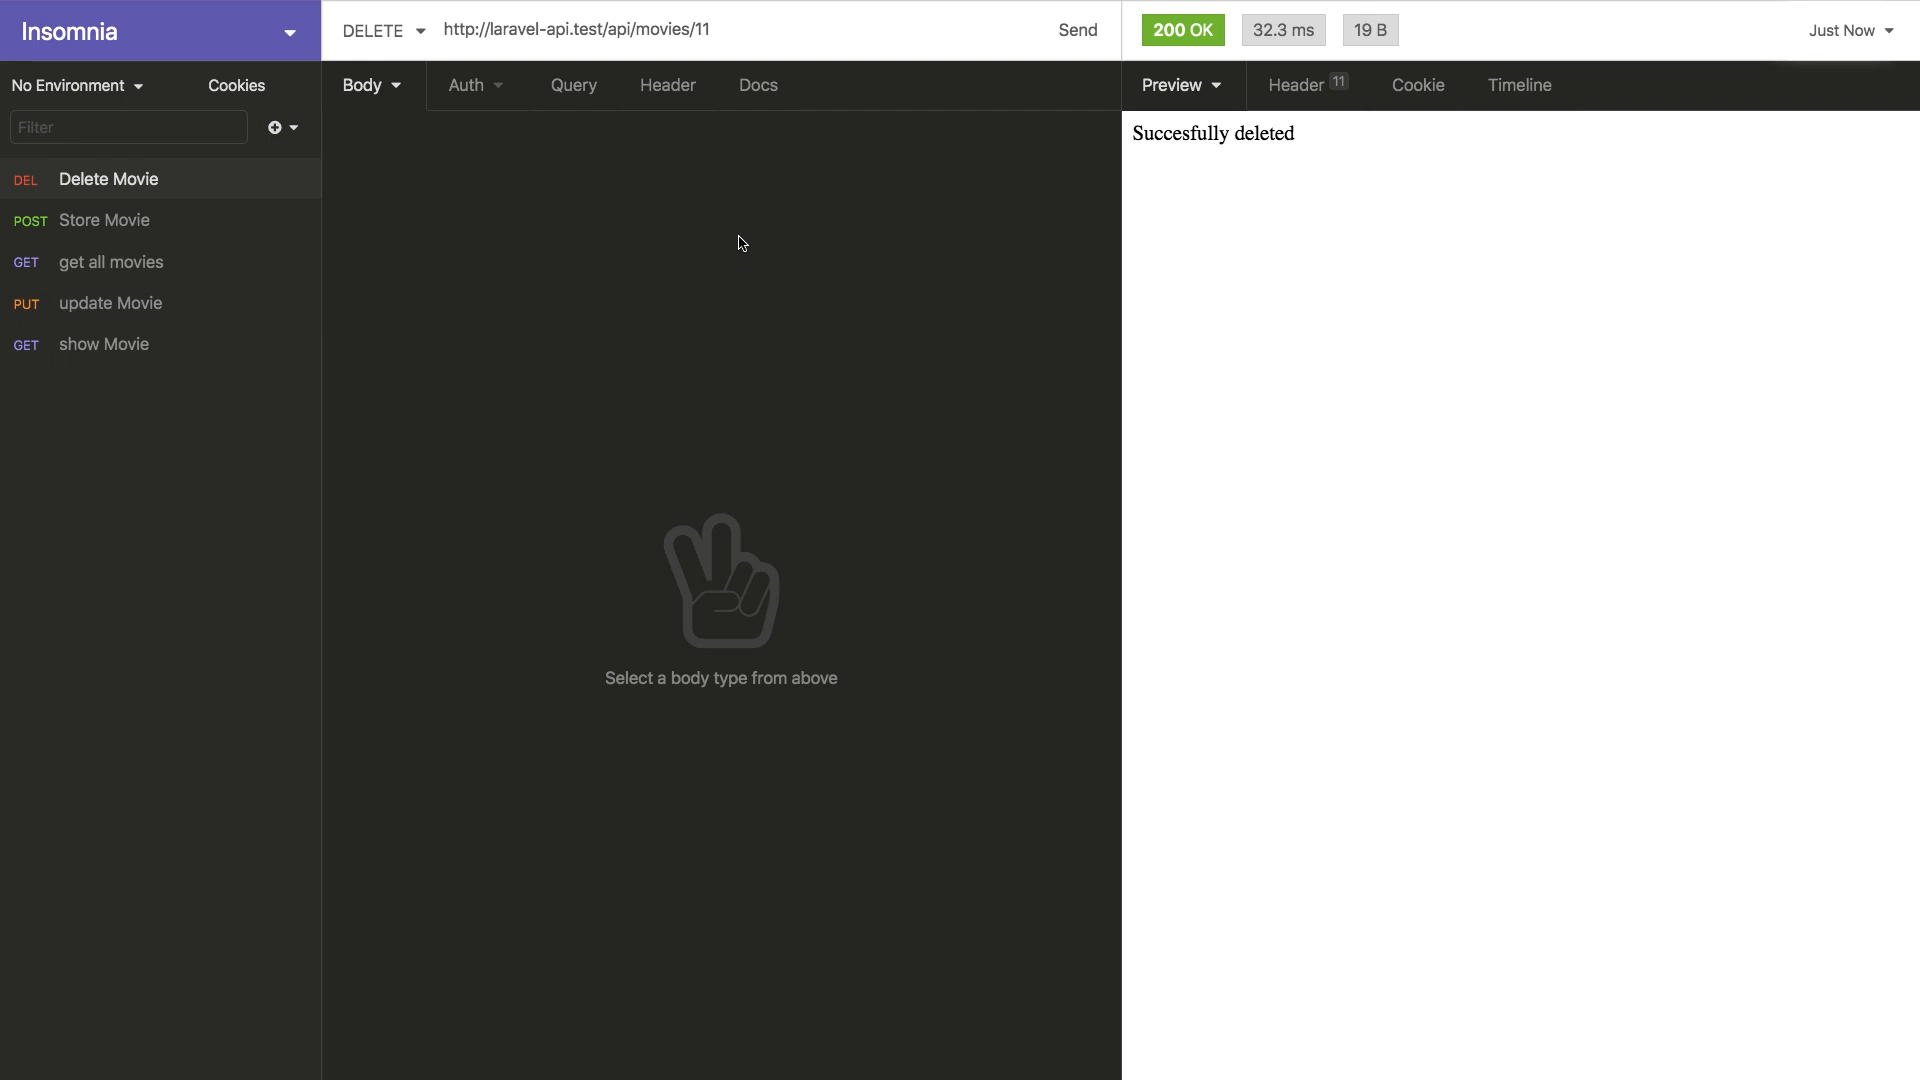 Insomnia
DELETE http://laravel-api.test/api/movies/11 Send
200 OK 32.3 ms 19 B Just Now
No Environment Cookies
Body Auth Query Header Docs
Preview Header 11 Cookie Timeline
Filter
Succesfully deleted
DEL Delete Movie
POST Store Movie
GET get all movies
PUT update Movie
GET show Movie
Select a body type from above